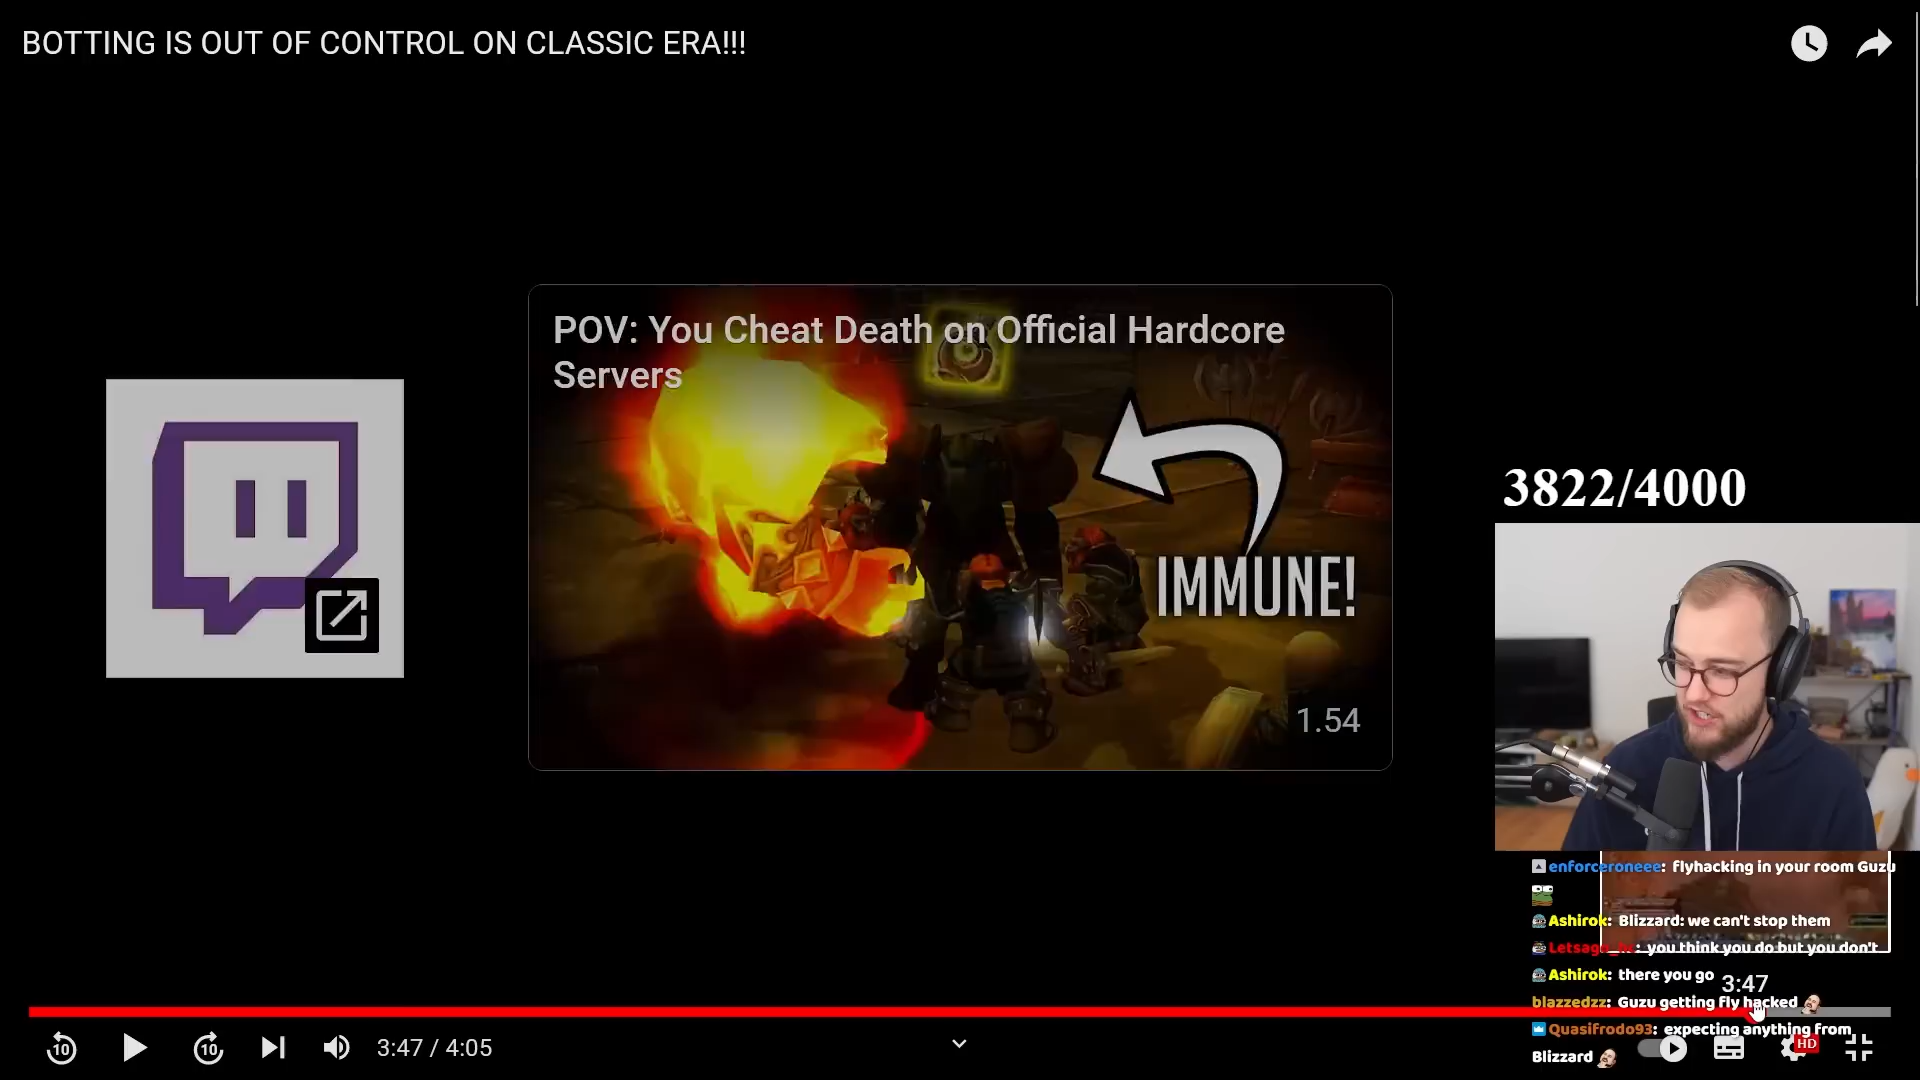 BOTTING IS OUT OF CONTROL ON CLASSIC ERA!!!
POV: You Cheat Death on Official Hardcore
Servers
IMMUNE!
1.54
3822/4000
enforceroneee: flyhacking in your room Guzu
Ashirok: Blizzard: we can't stop them
you think you do but you don't
Ashirok: there you go
3:47
blazzedzz: Guzu getting fly hacked
Quasifrodo93: expecting anything from
Blizzard
10
10
3:47 / 4:05
HD